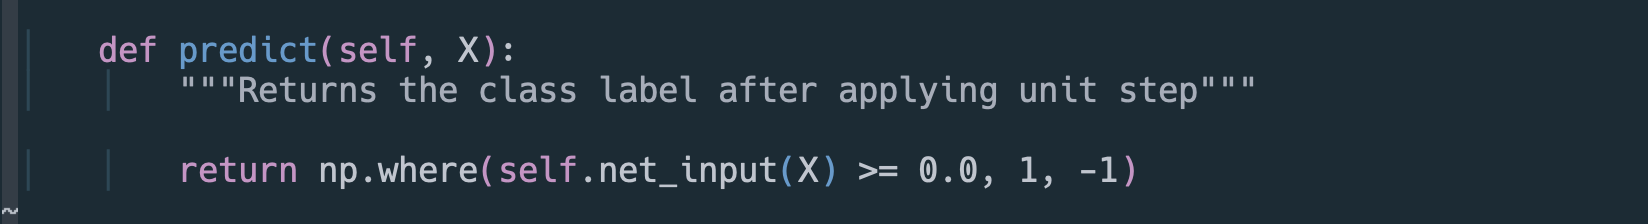 def predict(self, X):
"""Returns the class label after applying unit step"""
return np.where(self.net_input(X) >= 0.0, 1, -1)
~